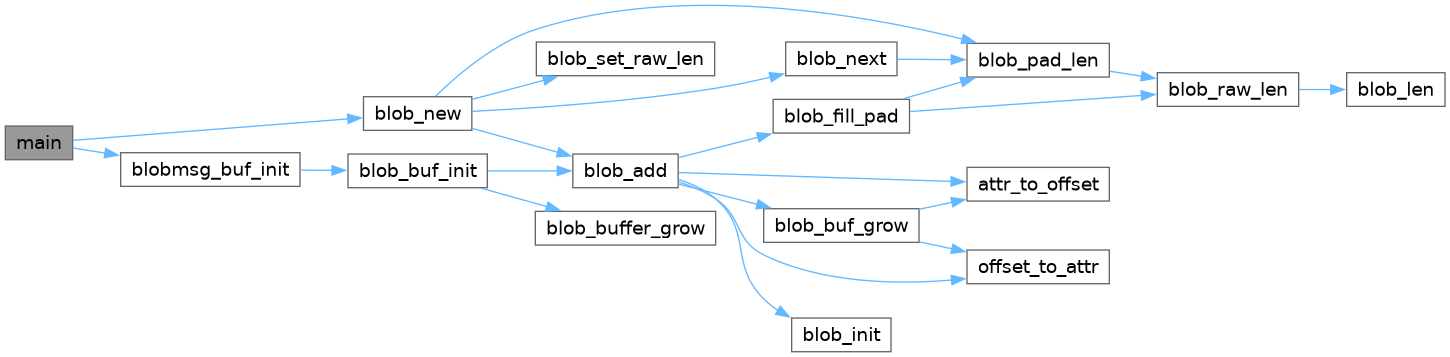 main
blob_new
blobmsg_buf_init
blob_set_raw_len
blob_buf_init
blob_buffer_grow
blob_add
blob_next
blob_fill_pad
blob_buf_grow
blob_init
blob_pad_len
attr_to_offset
offset_to_attr
blob_raw_len
blob_len